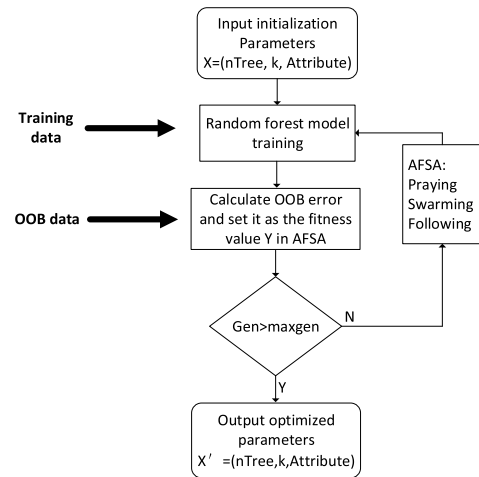 Input initialization
Parameters
X=(nTree, k, Attribute)
Training
data
Random forest model
training
AFSA:
Praying
Swarming
Following
OOB data
Calculate OOB error
and set it as the fitness
value Y in AFSA
Gen>maxgen
N
Y
Output optimized
parameters
X′ =(nTree,k,Attribute)